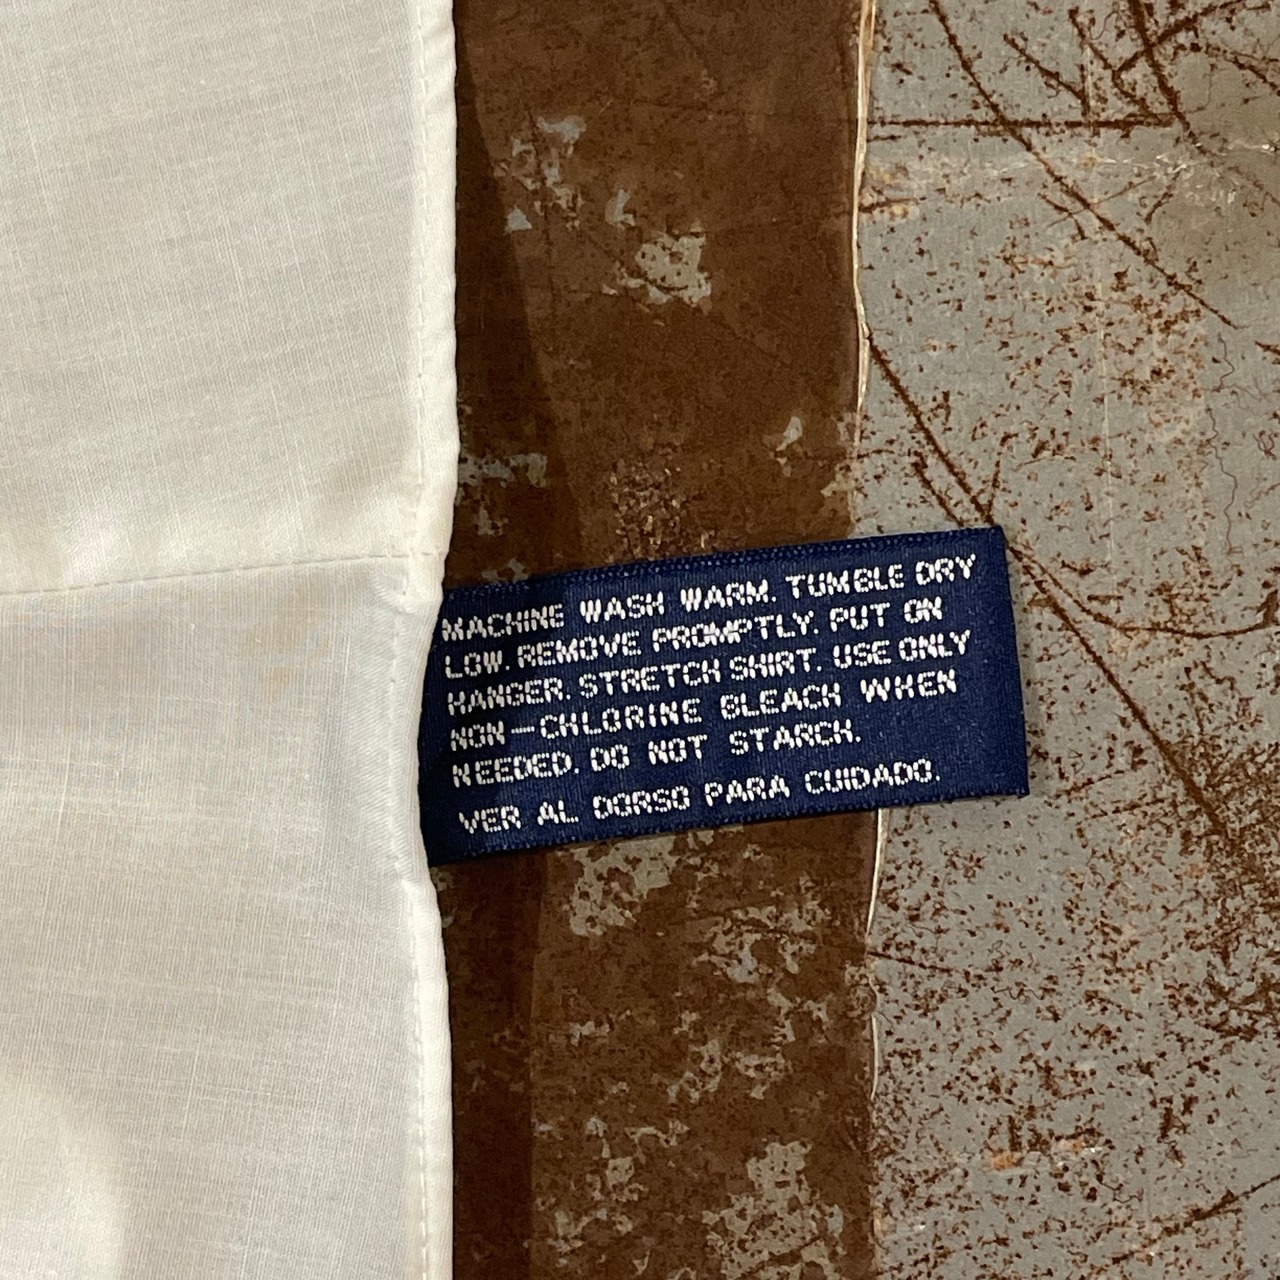 MACHINE WASH WARM. TUMBLE DRY
LOW. REMOVE PROMPTLY. PUT ON
HANGER. STRETCH SHIRT. USE ONLY
NON-CHLORINE BLEACH WHEN
NEEDED. DO NOT STARCH.
VER AL DORSO PARA CUIDADO.